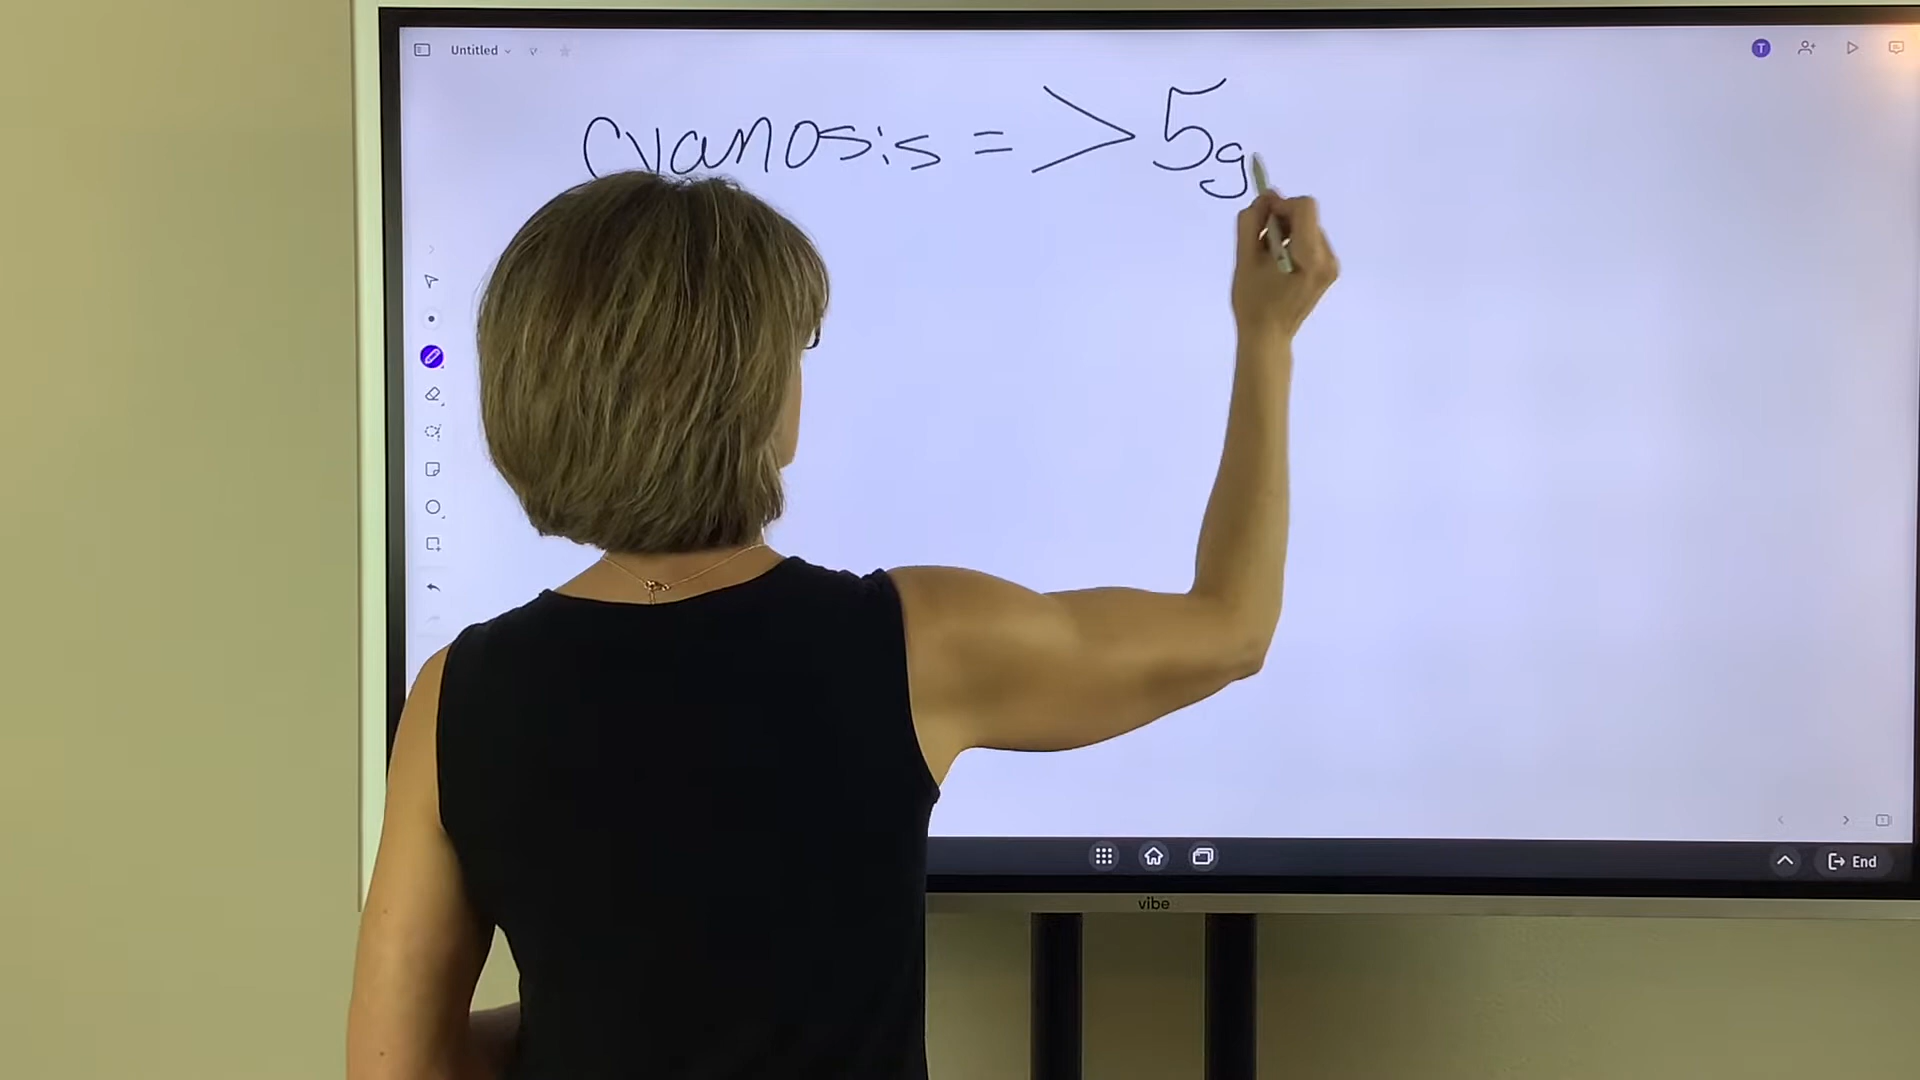 Untitled
T
cyanosis = > 5g
End
vibe